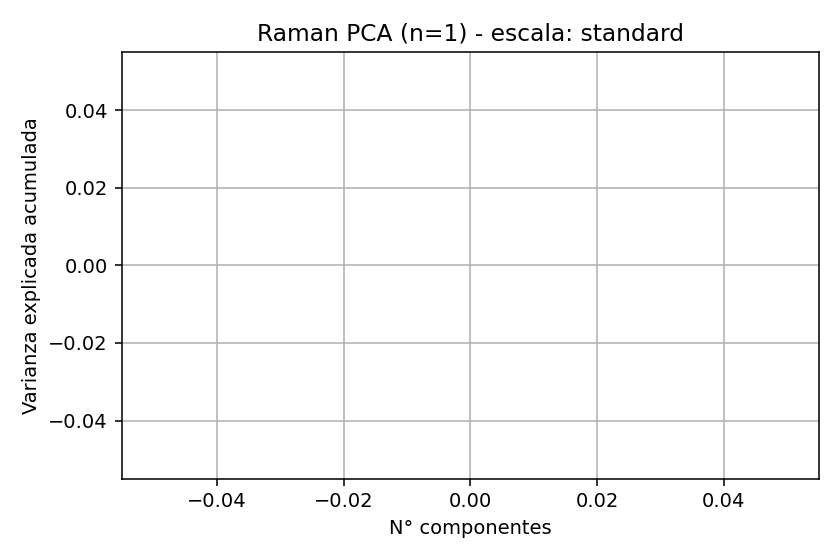 Raman PCA (n=1) - escala: standard
Varianza explicada acumulada
0.04
0.02
0.00
−0.02
−0.04
−0.04 −0.02 0.00 0.02 0.04
N° componentes